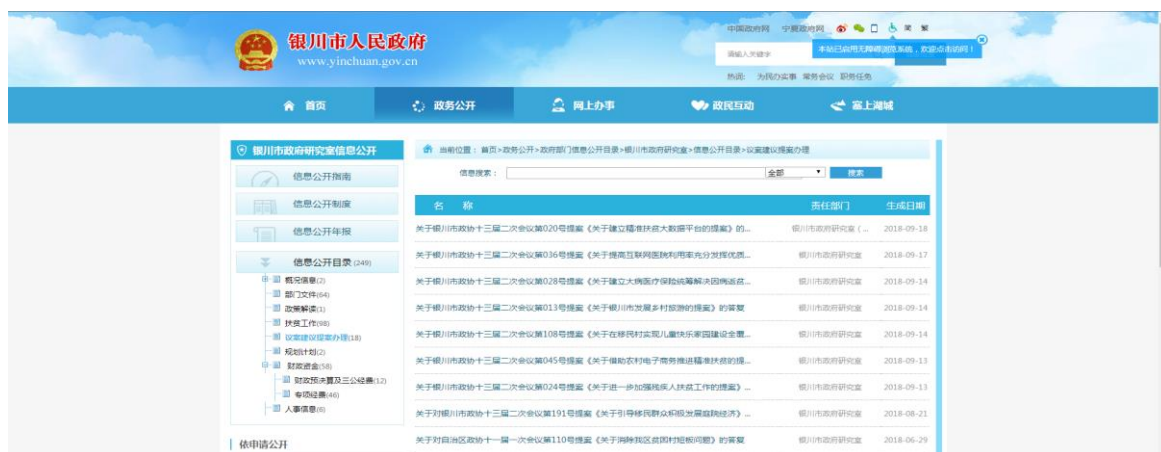 中国政府网 宁夏政府网 简 繁
银川市人民政府
www.yinchuan.gov.cn
请输入关键字
本站已启用无障碍浏览系统，欢迎点击访问！
热词： 为民办实事 常务会议 职务任免
首页 政务公开 网上办事 政民互动 塞上湖城
银川市政府研究室信息公开
当前位置：首页>政务公开>政府部门信息公开目录>银川市政府研究室>信息公开目录>议案建议提案办理
信息公开指南
信息搜索： 全部 搜索
信息公开制度
名 称 责任部门 生成日期
信息公开年报
关于银川市政协十三届二次会议第020号提案《关于建立精准扶贫大数据平台的提案》的... 银川市政府研究室（... 2018-09-18
关于银川市政协十三届二次会议第036号提案《关于提高互联网医院利用率充分发挥优质... 银川市政府研究室 2018-09-17
信息公开目录(249)
概况信息(2)
关于银川市政协十三届二次会议第028号提案《关于建立大病医疗保险统筹解决因病返贫... 银川市政府研究室 2018-09-14
部门文件(64)
政策解读(1)
关于银川市政协十三届二次会议第013号提案《关于银川市发展乡村旅游的提案》的答复 银川市政府研究室 2018-09-14
扶贫工作(98)
议案建议提案办理(18)
关于银川市政协十三届二次会议第108号提案《关于在移民村实现儿童快乐家园建设全覆... 银川市政府研究室 2018-09-14
规划计划(2)
财政资金(58)
关于银川市政协十三届二次会议第045号提案《关于借助农村电子商务推进精准扶贫的提... 银川市政府研究室 2018-09-13
财政预决算及三公经费(12)
关于银川市政协十三届二次会议第024号提案《关于进一步加强残疾人扶贫工作的提案》... 银川市政府研究室 2018-09-13
专项经费(46)
人事信息(6)
关于对银川市政协十三届二次会议第191号提案《关于引导移民群众积极发展庭院经济》... 银川市政府研究室 2018-08-21
依申请公开
关于对自治区政协十一届一次会议第110号提案《关于消除我区贫困村短板问题》的答复 银川市政府研究室 2018-06-29